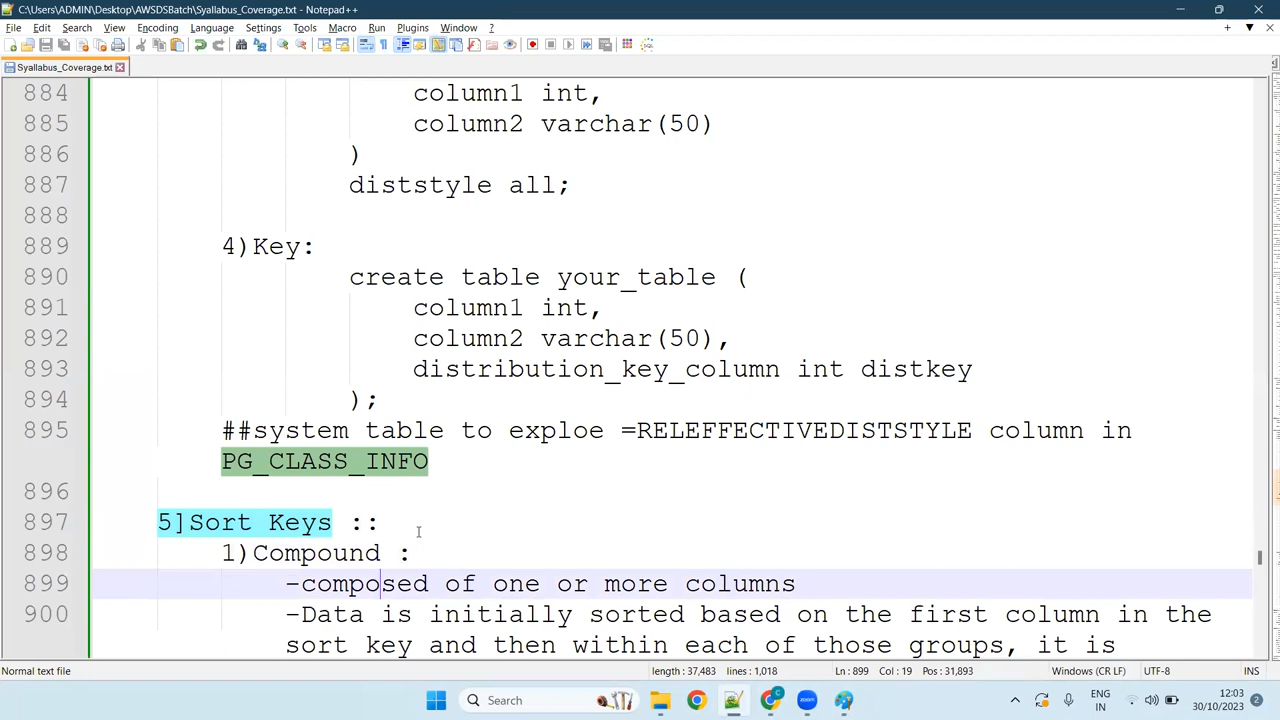 C:\Users\ADMIN\Desktop\AWSDSBatch\Syllabus_Coverage.txt - Notepad++
File Edit Search View Encoding Language Settings Tools Macro Run Plugins Window ?
Syallabus_Coverage.txt
884 column1 int,
885 column2 varchar(50)
886 )
887 diststyle all;
888
889 4)Key:
890 create table your_table (
891 column1 int,
892 column2 varchar(50),
893 distribution_key_column int distkey
894 );
895 ##system table to exploe =RELEFFECTIVEDISTSTYLE column in
PG_CLASS_INFO
896
897 5]Sort Keys ::
898 1)Compound :
899 -composed of one or more columns
900 -Data is initially sorted based on the first column in the
sort key and then within each of those groups, it is
Normal text file length : 37,483 lines : 1,018 Ln : 899 Col : 19 Pos : 31,893 Windows (CR LF) UTF-8 INS
Search
ENG
IN
12:03
30/10/2023